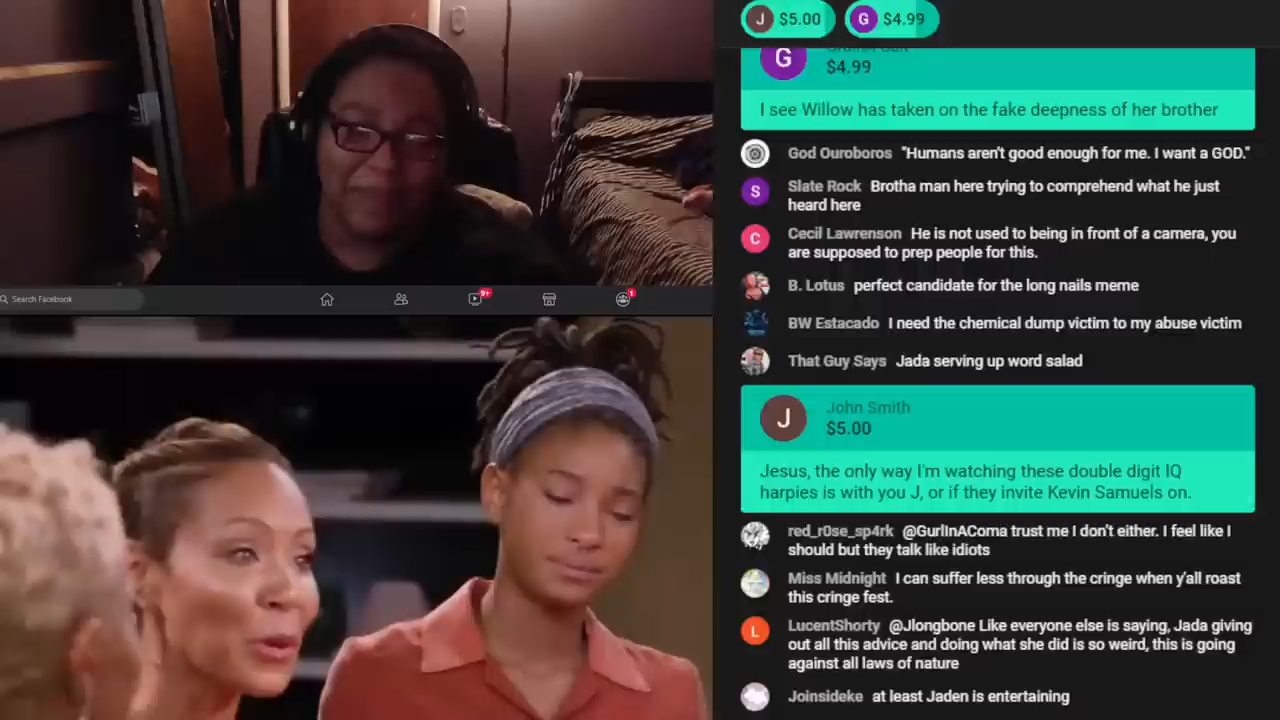 J $5.00 G $4.99
G
$4.99
I see Willow has taken on the fake deepness of her brother
God Ouroboros "Humans aren't good enough for me. I want a GOD."
S Slate Rock Brotha man here trying to comprehend what he just
heard here
C Cecil Lawrenson He is not used to being in front of a camera, you
are supposed to prep people for this.
B. Lotus perfect candidate for the long nails meme
BW Estacado I need the chemical dump victim to my abuse victim
That Guy Says Jada serving up word salad
J John Smith
$5.00
Jesus, the only way I'm watching these double digit IQ
harpies is with you J, or if they invite Kevin Samuels on.
red_r0se_sp4rk @GurlInAComa trust me I don't either. I feel like I
should but they talk like idiots
Miss Midnight I can suffer less through the cringe when y'all roast
this cringe fest.
L LucentShorty @Jlongbone Like everyone else is saying, Jada giving
out all this advice and doing what she did is so weird, this is going
against all laws of nature
Joinsideke at least Jaden is entertaining
Search Facebook
9+
1